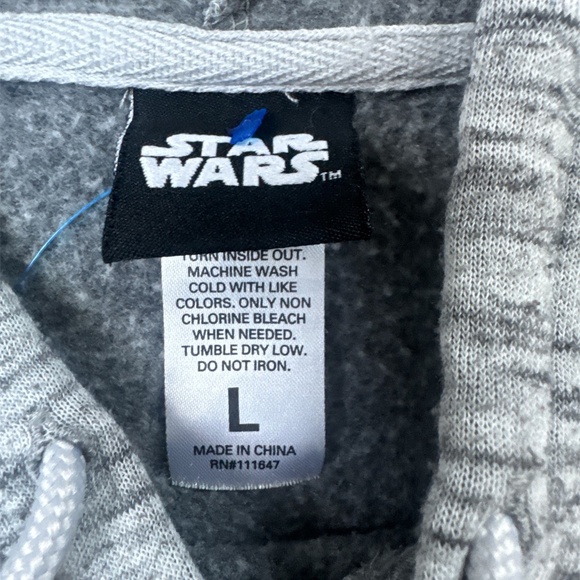 STAR
WARS TM
TURN INSIDE OUT.
MACHINE WASH
COLD WITH LIKE
COLORS. ONLY NON
CHLORINE BLEACH
WHEN NEEDED.
TUMBLE DRY LOW.
DO NOT IRON.
L
MADE IN CHINA
RN#111647